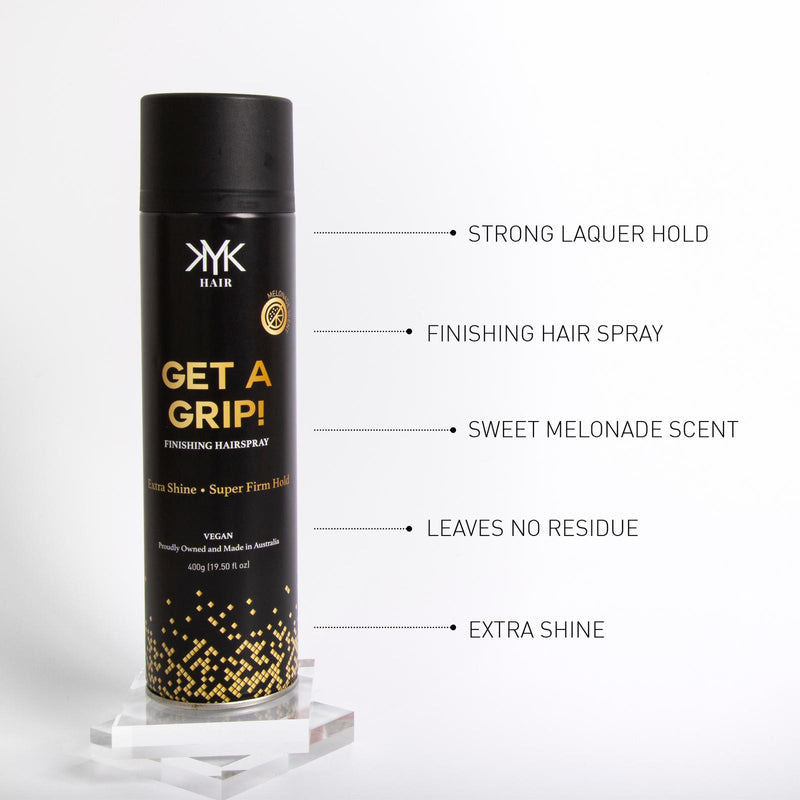 KYK
HAIR
MELONADE
GET A
GRIP!
FINISHING HAIRSPRAY
Extra Shine • Super Firm Hold
VEGAN
Proudly Owned and Made in Australia
400g (19.50 fl oz)
STRONG LAQUER HOLD
FINISHING HAIR SPRAY
SWEET MELONADE SCENT
LEAVES NO RESIDUE
EXTRA SHINE